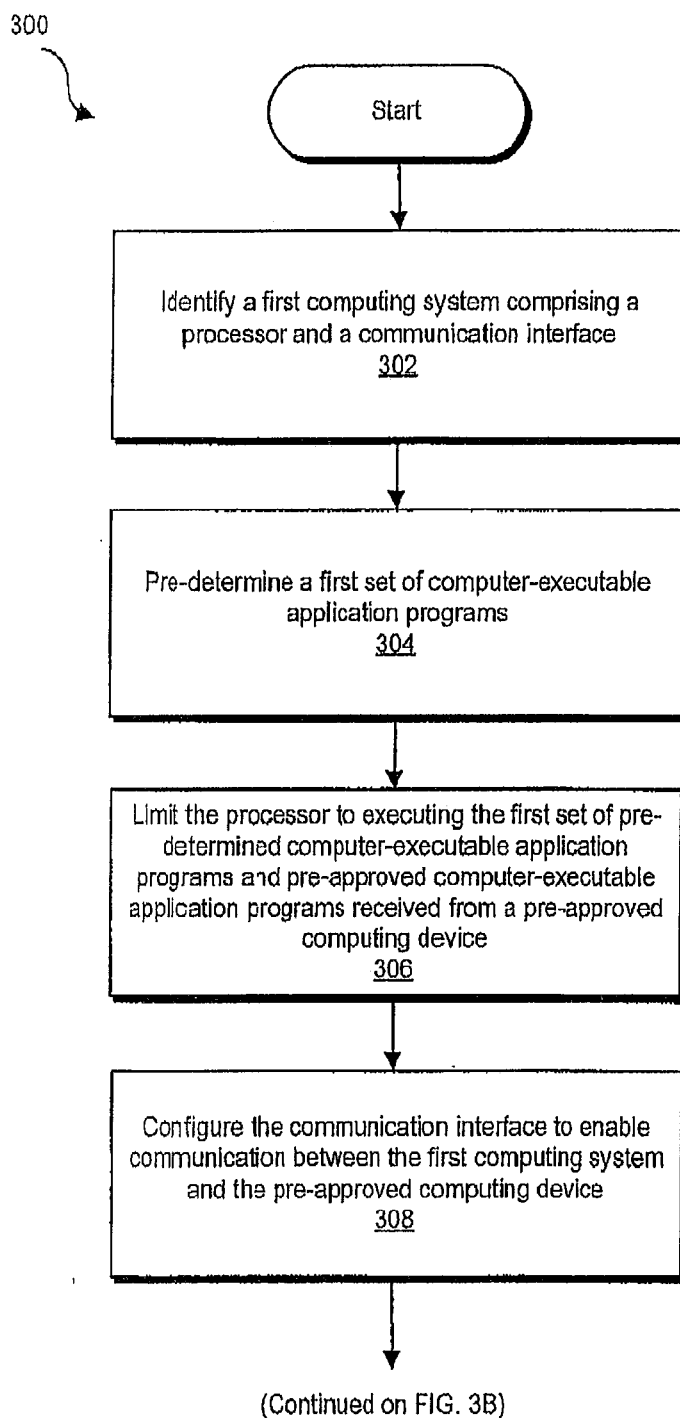 300
Start
Identify a first computing system comprising a
processor and a communication interface
302
Pre-determine a first set of computer-executable
application programs
304
Limit the processor to executing the first set of pre-
determined computer-executable application
programs and pre-approved computer-executable
application programs received from a pre-approved
computing device
306
Configure the communication interface to enable
communication between the first computing system
and the pre-approved computing device
308
(Continued on FIG. 3B)